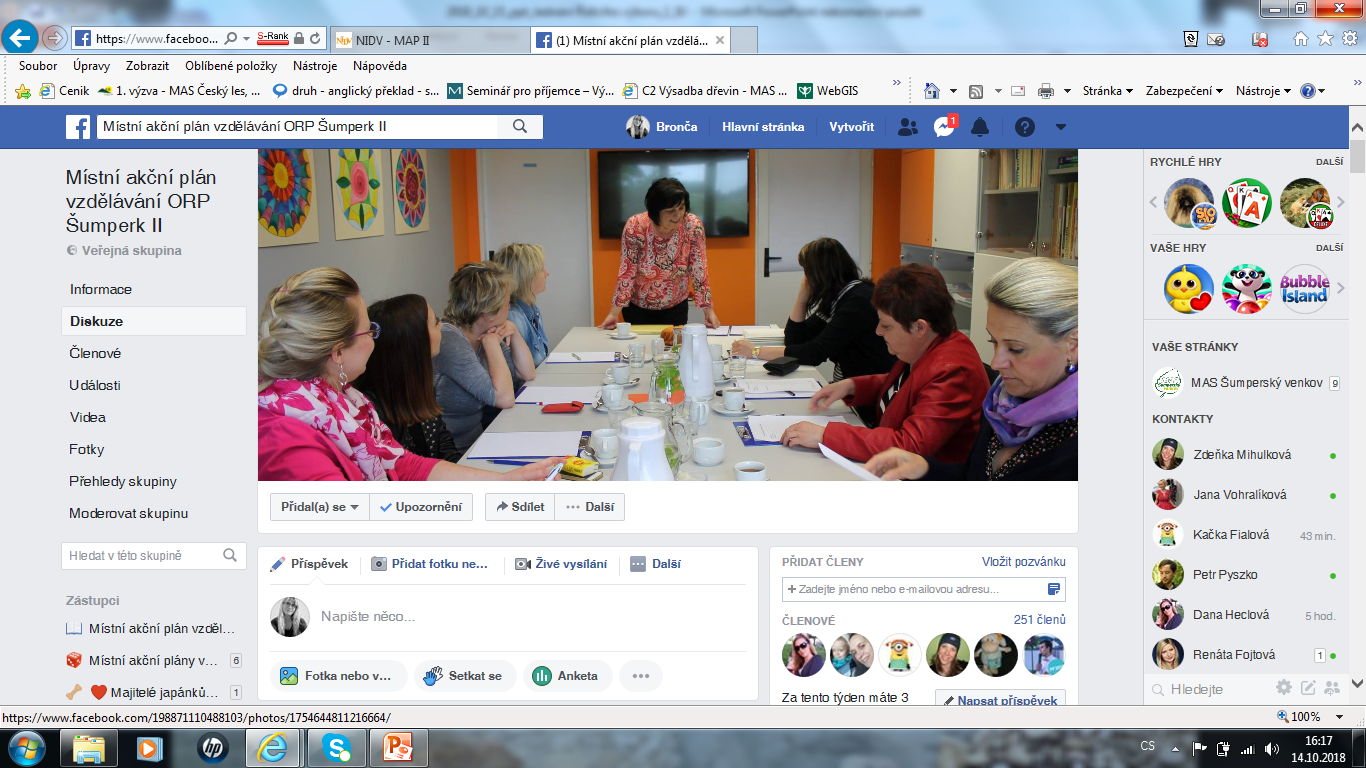 https://www.faceboo...
S-Rank
NIDV - MAP II
(1) Místní akční plán vzdělá...
Soubor Úpravy Zobrazit Oblíbené položky Nástroje Nápověda
Cenik 1. výzva – MAS Český les, ... druh - anglický překlad - s... Seminář pro příjemce – Vý... C2 Výsadba dřevin - MAS ... WebGIS » Stránka Zabezpečení Nástroje »
Místní akční plán vzdělávání ORP Šumperk II
Bronča Hlavní stránka Vytvořit 1
Místní akční plán
vzdělávání ORP
Šumperk II
Veřejná skupina
Informace
Diskuze
Členové
Události
Videa
Fotky
Přehledy skupiny
Moderovat skupinu
Hledat v této skupině
Zástupci
Místní akční plán vzděl...
Místní akční plány v... 6
Majitelé japánků... 1
Přidal(a) se Upozornění Sdílet Další
Příspěvek Přidat fotku ne... Živé vysílání Další
Napište něco...
Fotka nebo v... Setkat se Anketa
PŘIDAT ČLENY Vložit pozvánku
+ Zadejte jméno nebo e-mailovou adresu...
ČLENOVÉ 251 členů
Za tento týden máte 3
Napsat příspěvek
RYCHLÉ HRY DALŠÍ
VAŠE HRY DALŠÍ
Bubble
Island
VAŠE STRÁNKY
MAS Šumperský venkov 9
KONTAKTY
Zdeňka Mihulková
Jana Vohralíková
Kačka Fialová 43 min.
Petr Pyszko
Dana Heclová 5 hod.
Renáta Fojtová 1
Hledejte
https://www.facebook.com/198871110488103/photos/1754644811216664/
100%
hp
CS
16:17
14.10.2018